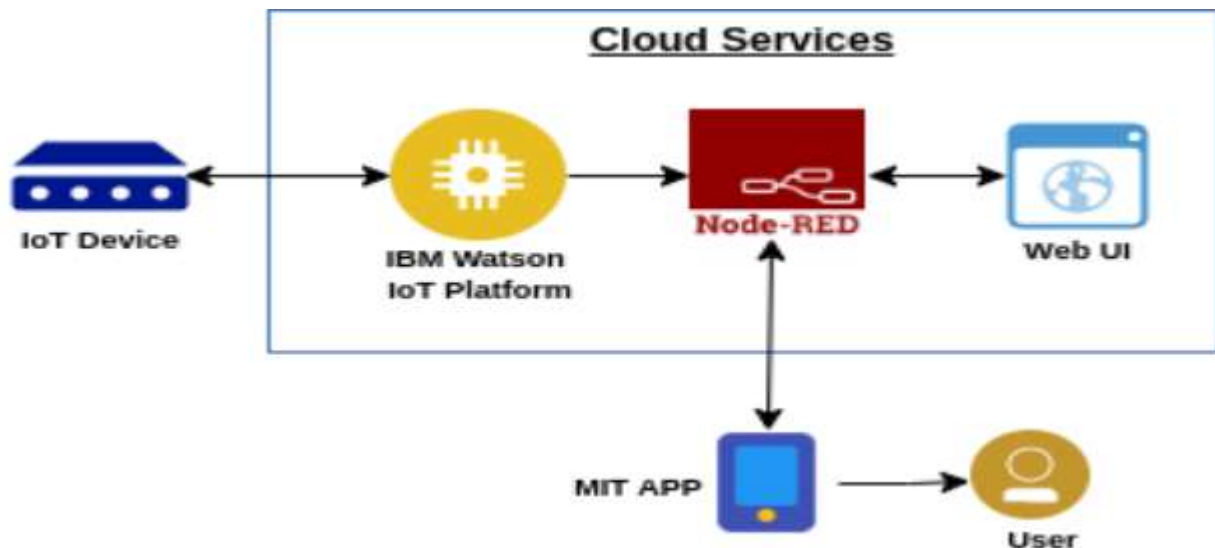 Cloud Services
IoT Device
IBM Watson
IoT Platform
Node-RED
Web UI
MIT APP
User